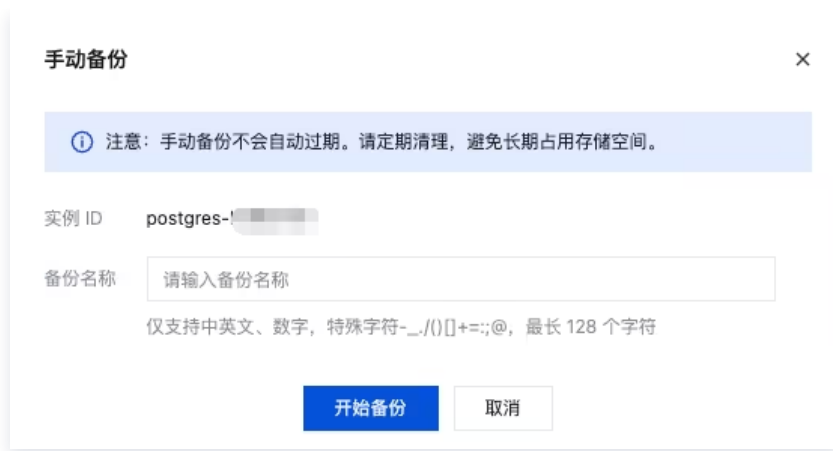 手动备份
注意：手动备份不会自动过期。请定期清理，避免长期占用存储空间。
实例 ID postgres-
备份名称 请输入备份名称
仅支持中英文、数字，特殊字符-_./()[]+=:;@，最长 128 个字符
开始备份 取消